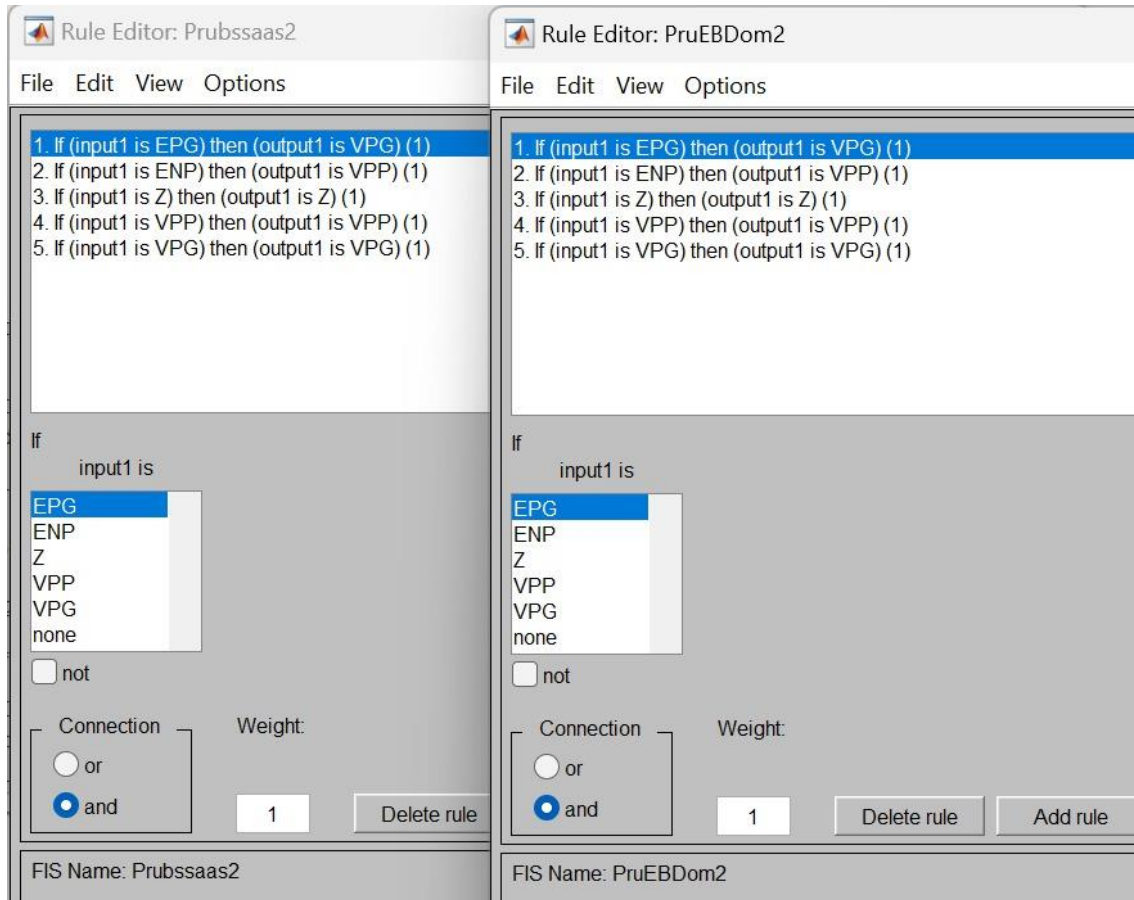 Rule Editor: Prubssaas2
File Edit View Options
1. If (input1 is EPG) then (output1 is VPG) (1)
2. If (input1 is ENP) then (output1 is VPP) (1)
3. If (input1 is Z) then (output1 is Z) (1)
4. If (input1 is VPP) then (output1 is VPP) (1)
5. If (input1 is VPG) then (output1 is VPG) (1)
If
input1 is
EPG
ENP
Z
VPP
VPG
none
not
Connection
or
and
Weight:
1
Delete rule
FIS Name: Prubssaas2
Rule Editor: PruEBDom2
File Edit View Options
1. If (input1 is EPG) then (output1 is VPG) (1)
2. If (input1 is ENP) then (output1 is VPP) (1)
3. If (input1 is Z) then (output1 is Z) (1)
4. If (input1 is VPP) then (output1 is VPP) (1)
5. If (input1 is VPG) then (output1 is VPG) (1)
If
input1 is
EPG
ENP
Z
VPP
VPG
none
not
Connection
or
and
Weight:
1
Delete rule
Add rule
FIS Name: PruEBDom2